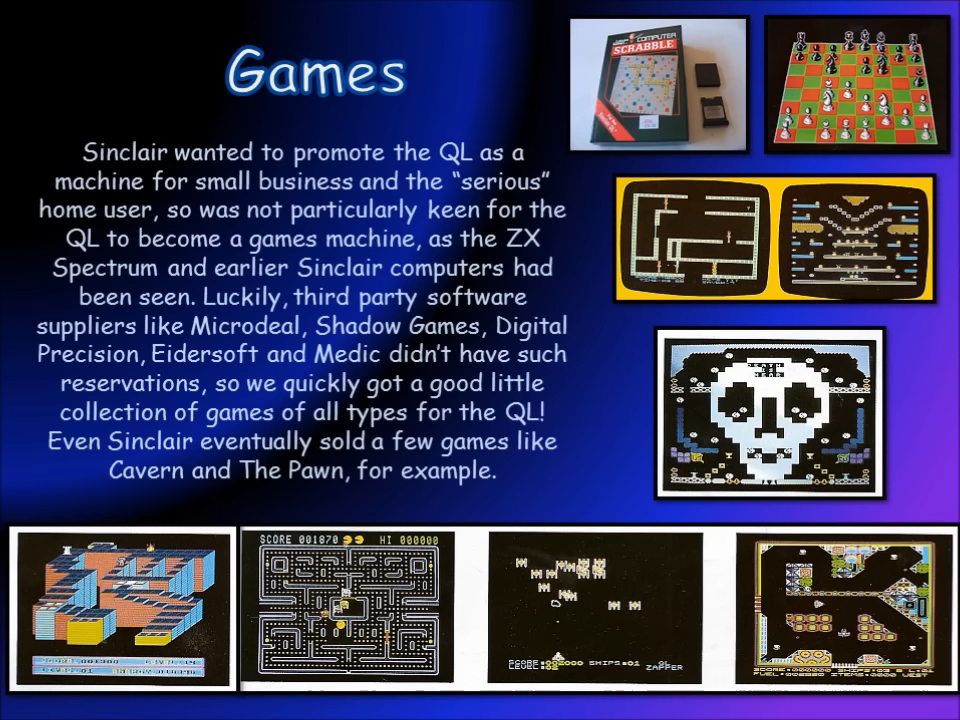 Games
Sinclair wanted to promote the QL as a
machine for small business and the “serious”
home user, so was not particularly keen for the
QL to become a games machine, as the ZX
Spectrum and earlier Sinclair computers had
been seen. Luckily, third party software
suppliers like Microdeal, Shadow Games, Digital
Precision, Eidersoft and Medic didn’t have such
reservations, so we quickly got a good little
collection of games of all types for the QL!
Even Sinclair eventually sold a few games like
Cavern and The Pawn, for example.
COMPUTER
SCRABBLE
DEATH
IS
NEAR
SCORE 001870 HI 000000
SCORE:002000 SHIPS:01
ZAPPER